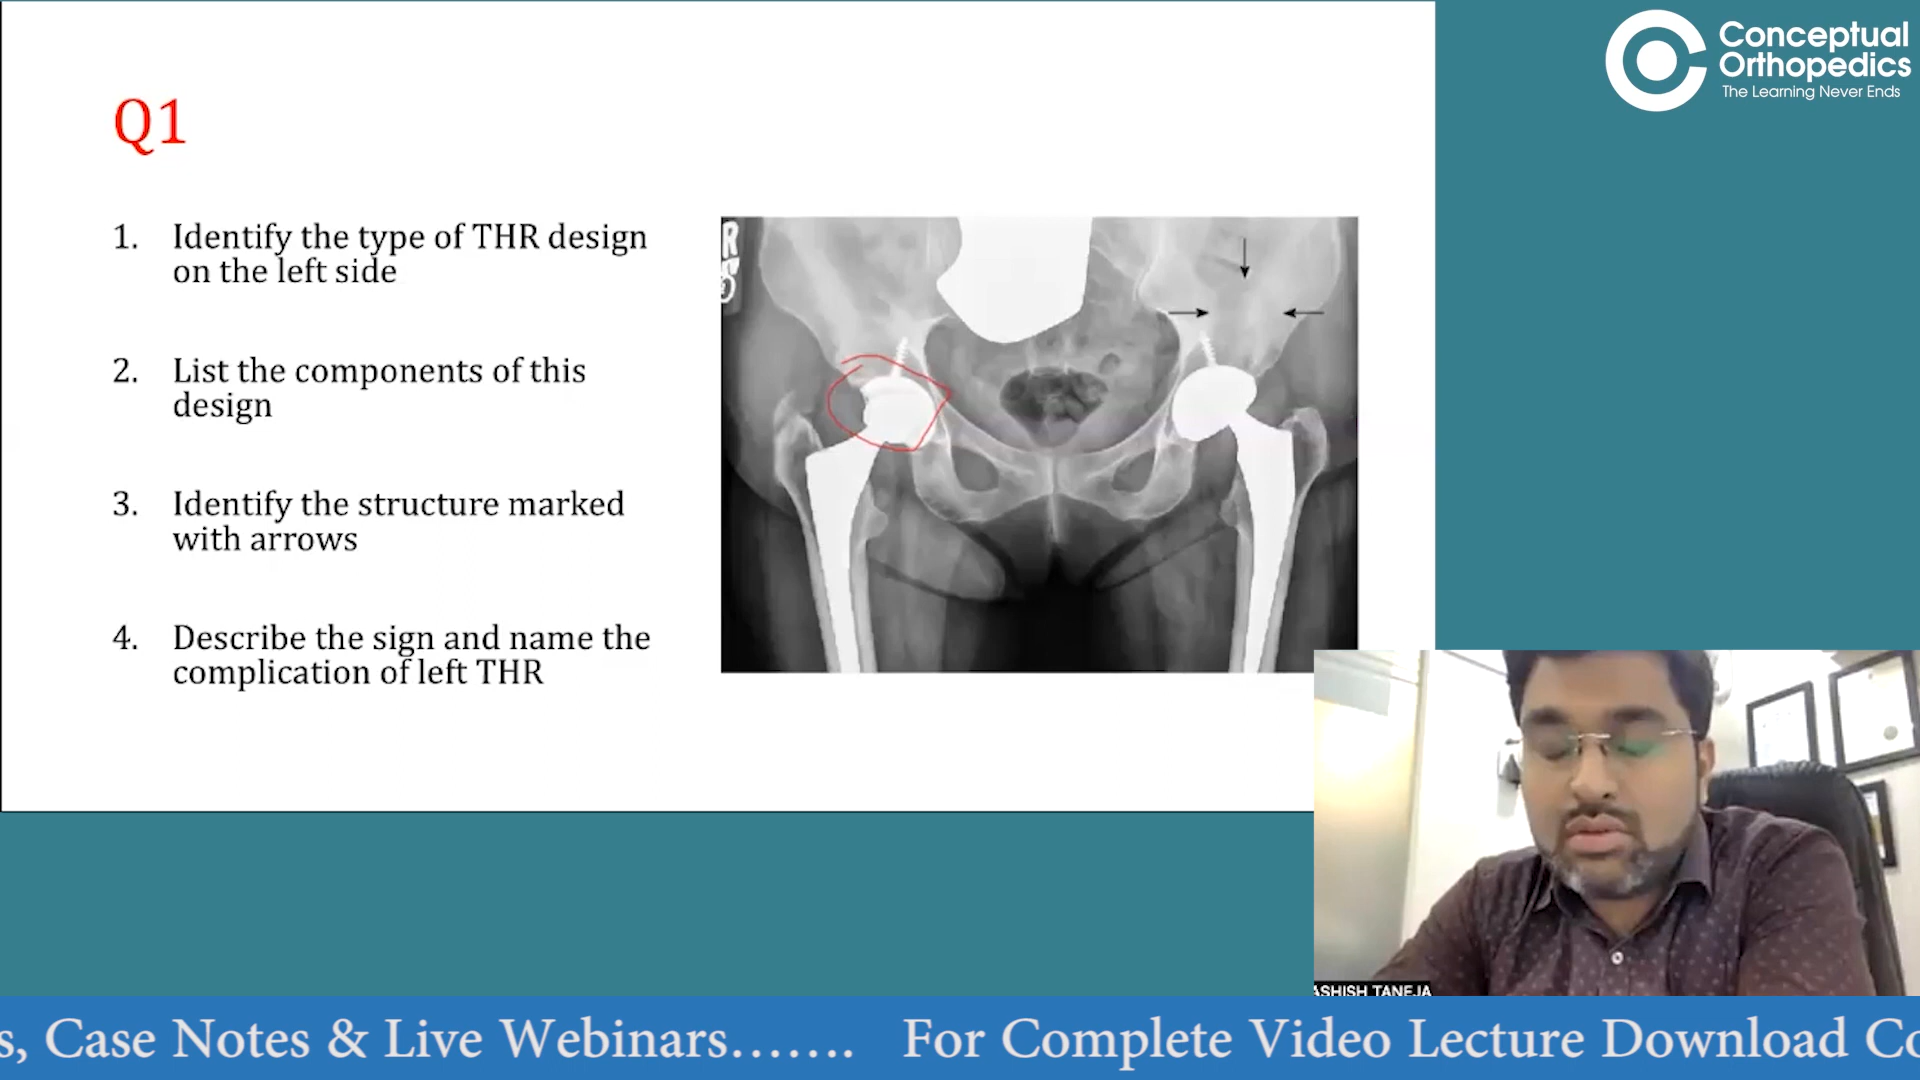 Conceptual
Orthopedics
The Learning Never Ends
Q1
1. Identify the type of THR design
on the left side
2. List the components of this
design
3. Identify the structure marked
with arrows
4. Describe the sign and name the
complication of left THR
R
ASHISH TANEJA
s, Case Notes & Live Webinars....... For Complete Video Lecture Download Co